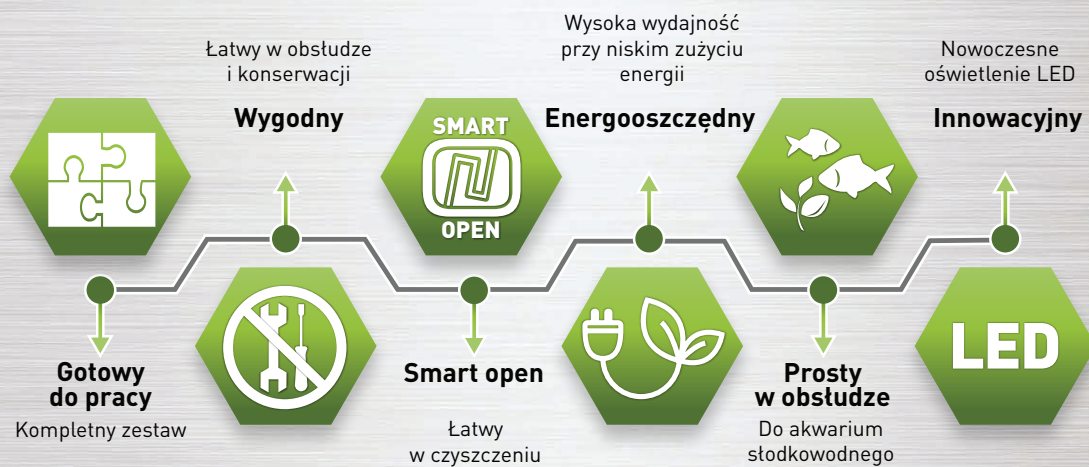 Gotowy
do pracy
Kompletny zestaw
Łatwy w obsłudze
i konserwacji
Wygodny
SMART
OPEN
Smart open
Łatwy
w czyszczeniu
Wysoka wydajność
przy niskim zużyciu
energii
Energooszczędny
Prosty
w obsłudze
Do akwarium
słodkowodnego
Nowoczesne
oświetlenie LED
Innowacyjny
LED